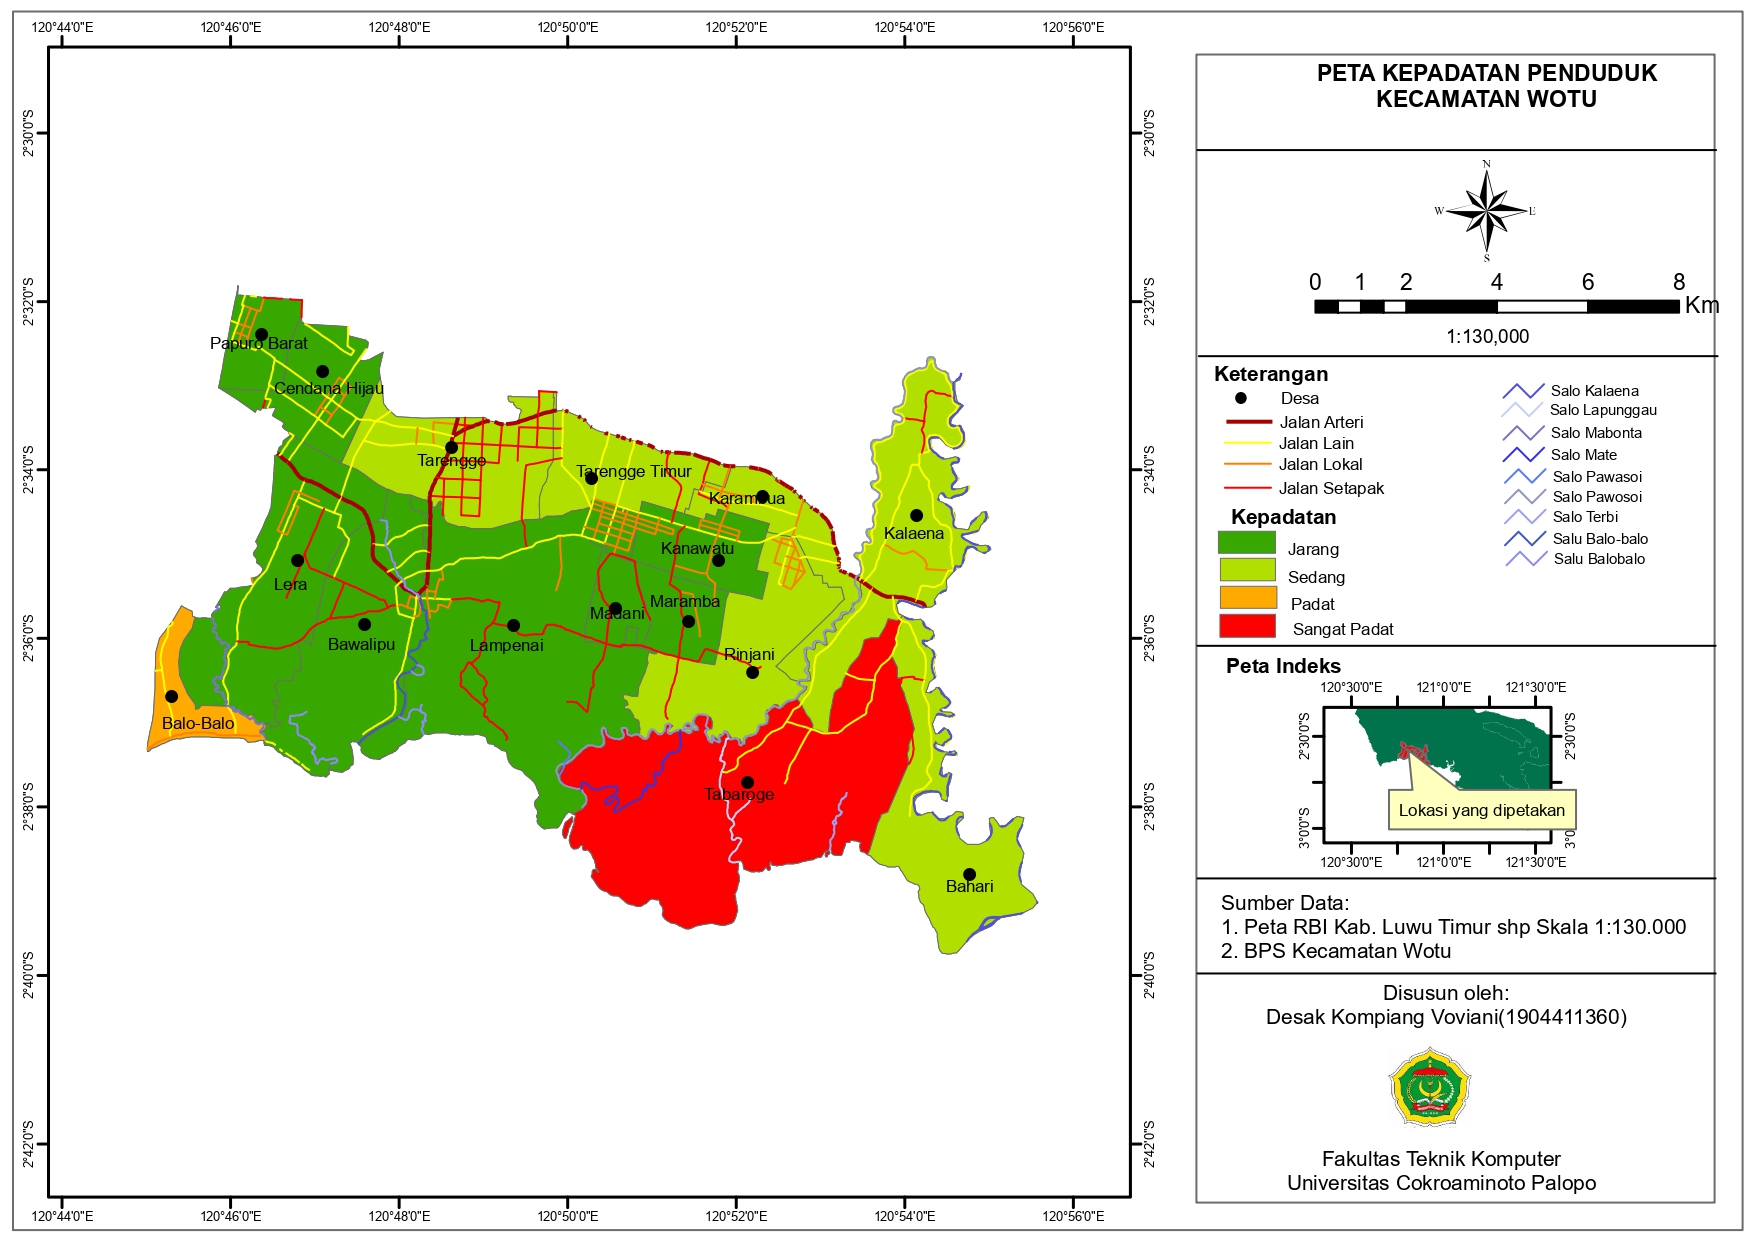 120°44'0"E 120°46'0"E 120°48'0"E 120°50'0"E 120°52'0"E 120°54'0"E 120°56'0"E
2°30'0"S 2°30'0"S
2°32'0"S 2°32'0"S
2°34'0"S 2°34'0"S
2°36'0"S 2°36'0"S
2°38'0"S 2°38'0"S
2°40'0"S 2°40'0"S
2°42'0"S 2°42'0"S
120°44'0"E 120°46'0"E 120°48'0"E 120°50'0"E 120°52'0"E 120°54'0"E 120°56'0"E
Papuro Barat
Cendana Hijau
Tarengge
Tarengge Timur
Karambua
Kalaena
Kanawatu
Lera
Madani
Maramba
Bawalipu
Lampenai
Rinjani
Balo-Balo
Tabaroge
Bahari
PETA KEPADATAN PENDUDUK
KECAMATAN WOTU
N
W E
S
0 1 2 4 6 8
Km
1:130,000
Keterangan
Desa
Jalan Arteri
Jalan Lain
Jalan Lokal
Jalan Setapak
Kepadatan
Jarang
Sedang
Padat
Sangat Padat
Salo Kalaena
Salo Lapunggau
Salo Mabonta
Salo Mate
Salo Pawasoi
Salo Pawosoi
Salo Terbi
Salu Balo-balo
Salu Balobalo
Peta Indeks
120°30'0"E 121°0'0"E 121°30'0"E
2°30'0"S 2°30'0"S
Lokasi yang dipetakan
3°0'0"S 3°0'0"S
120°30'0"E 121°0'0"E 121°30'0"E
Sumber Data:
1. Peta RBI Kab. Luwu Timur shp Skala 1:130.000
2. BPS Kecamatan Wotu
Disusun oleh:
Desak Kompiang Voviani(1904411360)
Fakultas Teknik Komputer
Universitas Cokroaminoto Palopo